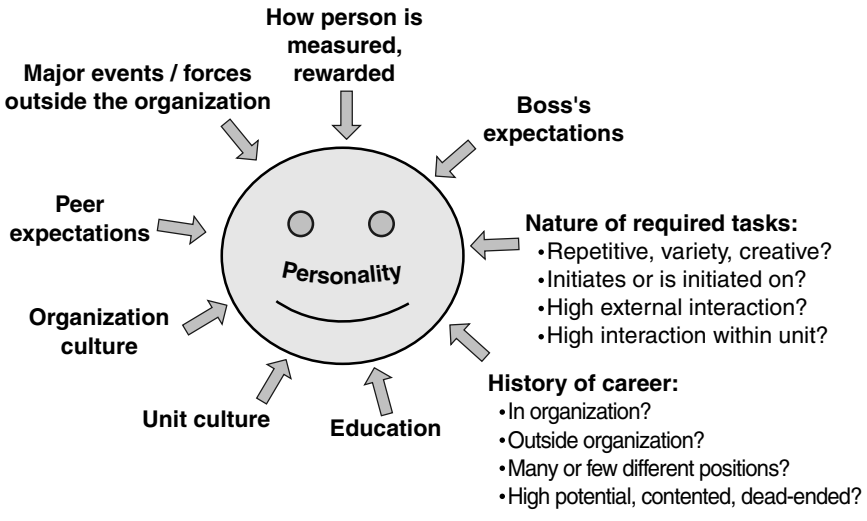 How person is
measured,
rewarded
Major events / forces
outside the organization
Boss's
expectations
Peer
expectations
Nature of required tasks:
•Repetitive, variety, creative?
•Initiates or is initiated on?
•High external interaction?
•High interaction within unit?
Personality
Organization
culture
History of career:
•In organization?
•Outside organization?
•Many or few different positions?
•High potential, contented, dead-ended?
Unit culture
Education